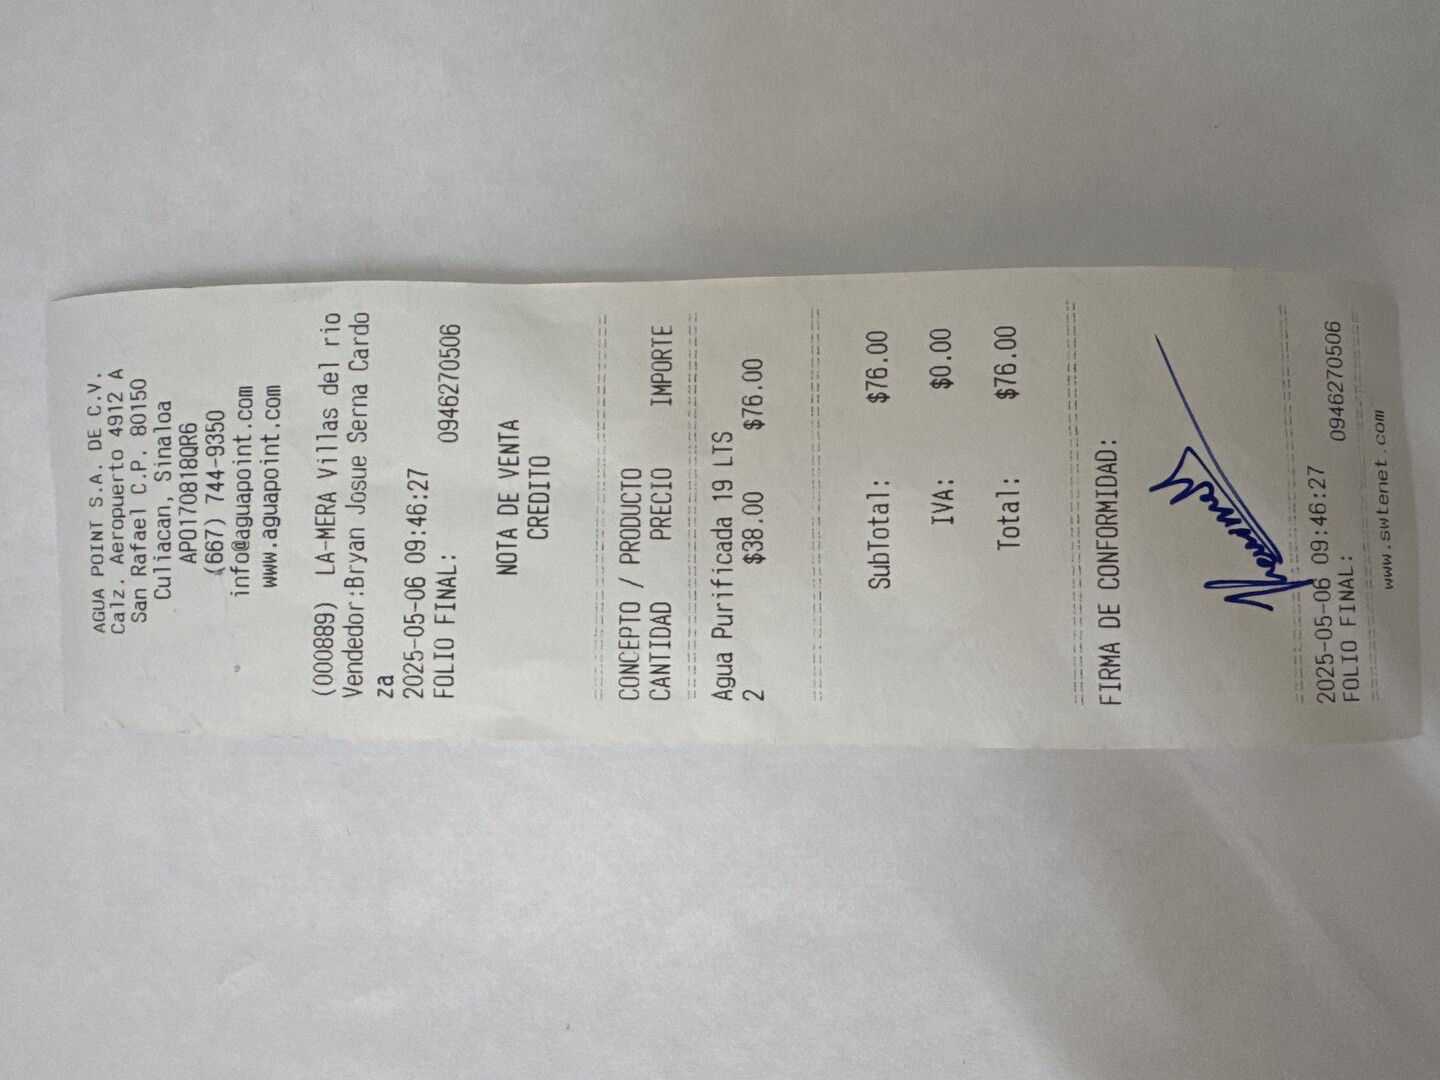 AGUA POINT S.A. DE C.V.
Calz. Aeropuerto 4912 A
San Rafael C.P. 80150
Culiacan, Sinaloa
APO170818QR6
(667) 744-9350
info@aguapoint.com
www.aguapoint.com
(000889) LA-MERA Villas del rio
Vendedor:Bryan Josue Serna Cardo
za
2025-05-06 09:46:27
FOLIO FINAL: 0946270506
NOTA DE VENTA
CREDITO
CONCEPTO / PRODUCTO
CANTIDAD PRECIO IMPORTE
Agua Purificada 19 LTS
2 $38.00 $76.00
SubTotal: $76.00
IVA: $0.00
Total: $76.00
FIRMA DE CONFORMIDAD:
2025-05-06 09:46:27
FOLIO FINAL: 0946270506
www.swtenet.com